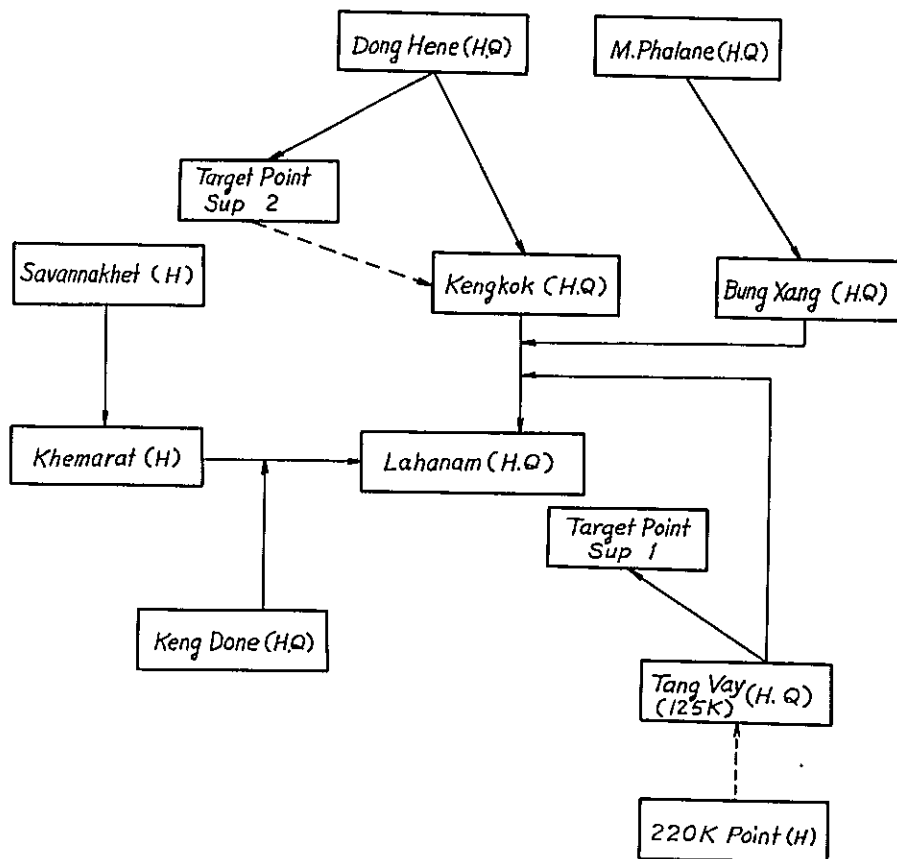 Dong Hene (H.Q)
M.Phalane (H.Q)
Target Point
Sup 2
Savannakhet (H)
Kengkok (H.Q)
Bung Xang (H.Q)
Khemarat (H)
Lahanam (H.Q)
Target Point
Sup 1
Keng Done (H.Q)
Tang Vay (H.Q)
(125K)
220K Point (H)